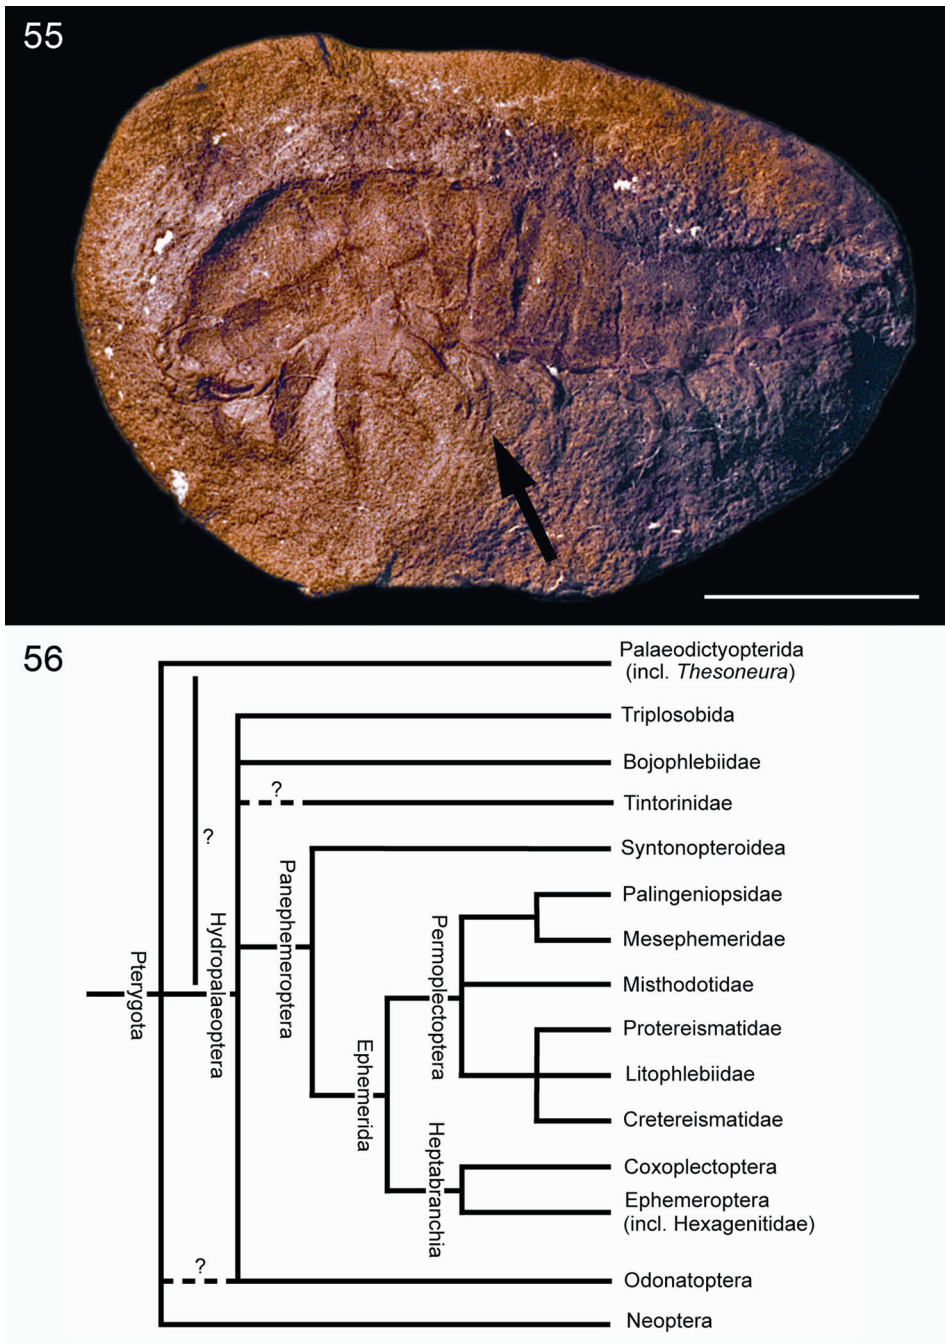 55
56
Palaeodictyopterida
(incl. Thesoneura)
Triplosobida
Bojophlebiidae
?
Tintorinidae
?
Syntonopteroidea
Panephemeroptera
Palingeniopsidae
Hydropalaeoptera
Permoplectoptera
Mesephemeridae
Pterygota
Misthodotidae
Protereismatidae
Ephemerida
Litophlebiidae
Cretereismatidae
Heptabranchia
Coxoplectoptera
Ephemeroptera
(incl. Hexagenitidae)
?
Odonatoptera
Neoptera